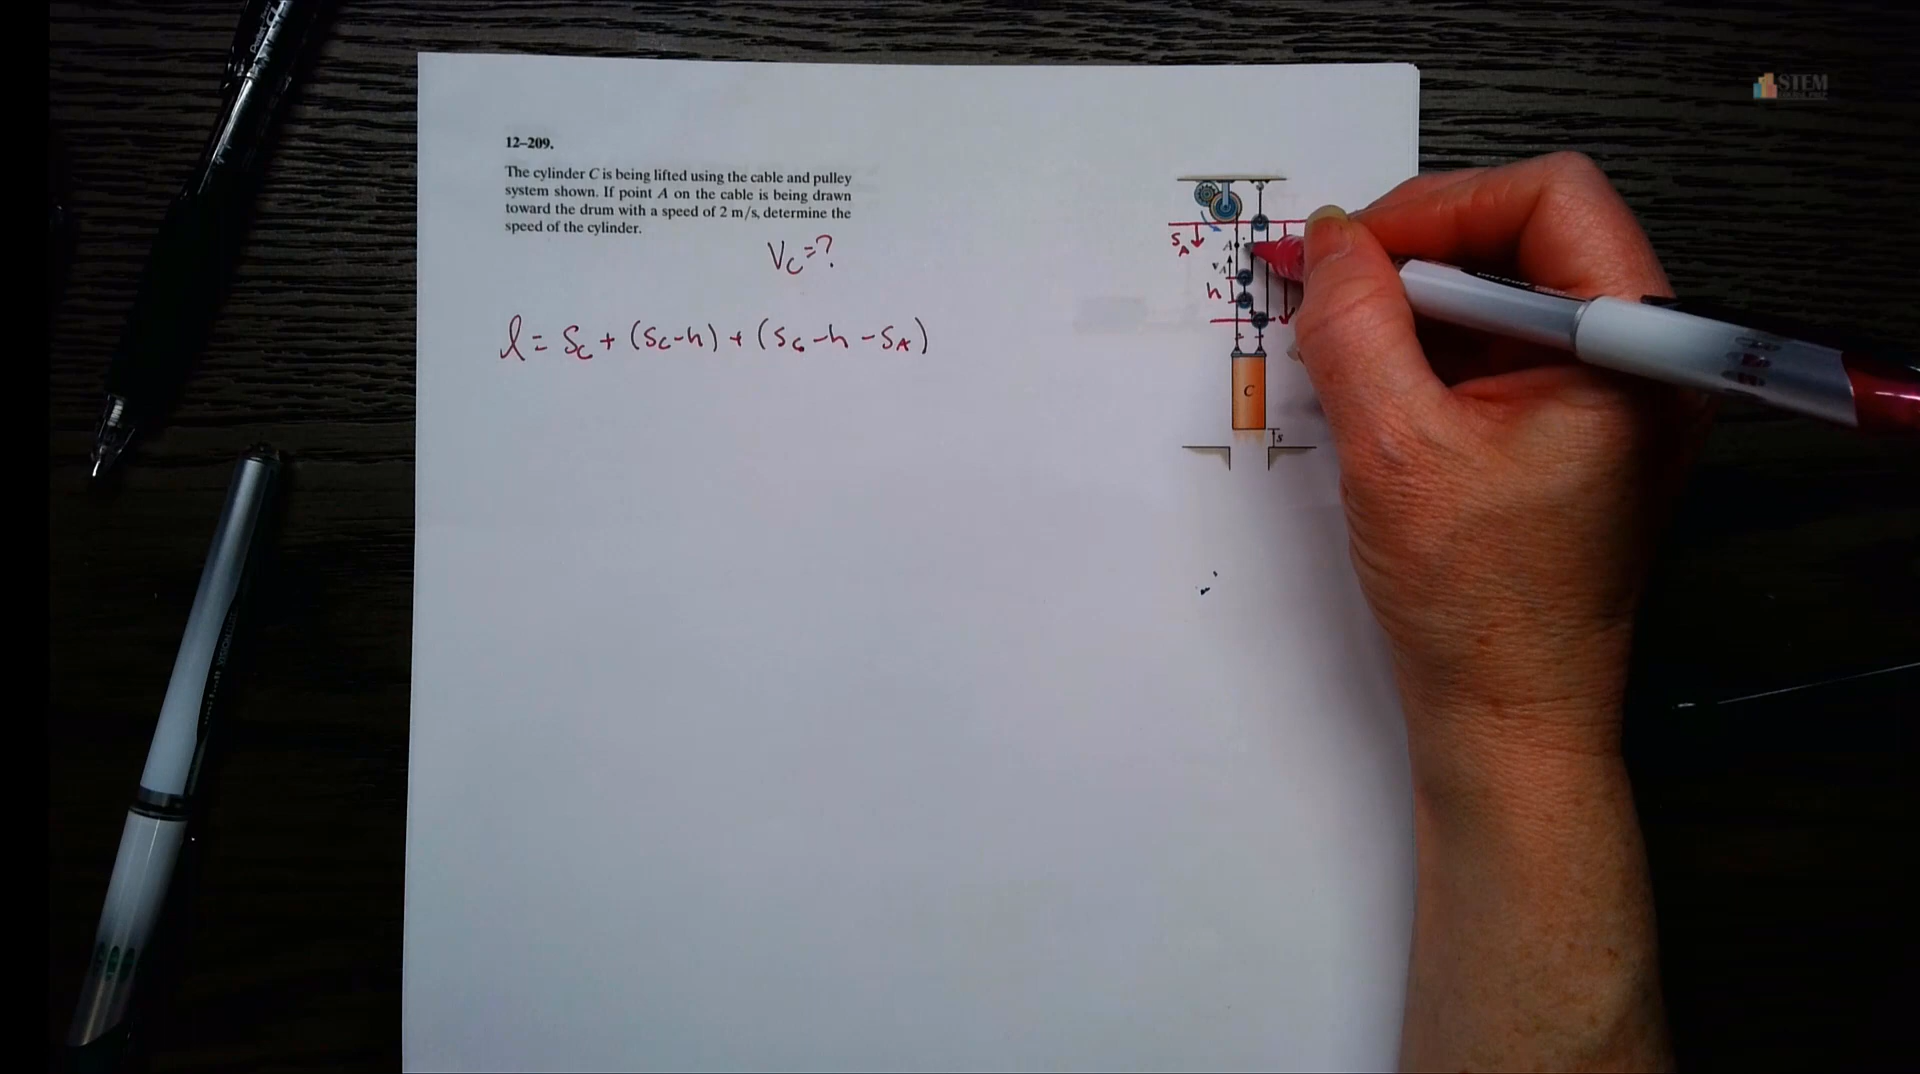 STEM
12–209.
The cylinder C is being lifted using the cable and pulley
system shown. If point A on the cable is being drawn
toward the drum with a speed of 2 m/s, determine the
speed of the cylinder.
V_C = ?
S_A
A
v_A
h
l = S_C + (S_C - h) + (S_C - h - S_A)
C
s